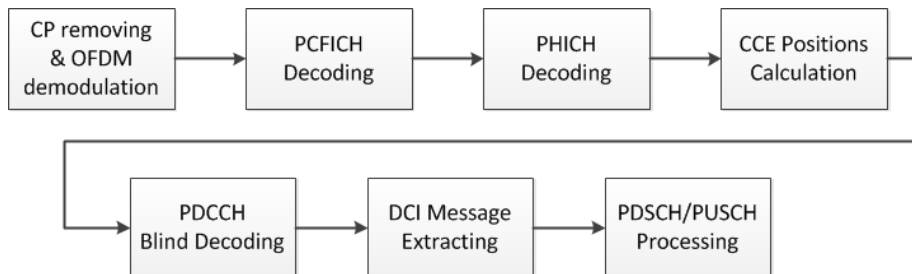 CP removing
& OFDM
demodulation
PCFICH
Decoding
PHICH
Decoding
CCE Positions
Calculation
PDCCH
Blind Decoding
DCI Message
Extracting
PDSCH/PUSCH
Processing